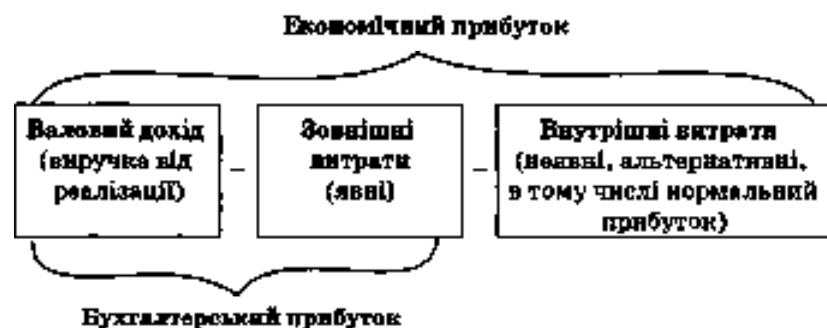 Економічний прибуток
Валовий дохід
(виручка від
реалізації)
–
Зовнішні
витрати
(явні)
–
Внутрішні витрати
(неявні, альтернативні,
в тому числі нормальний
прибуток)
Бухгалтерський прибуток